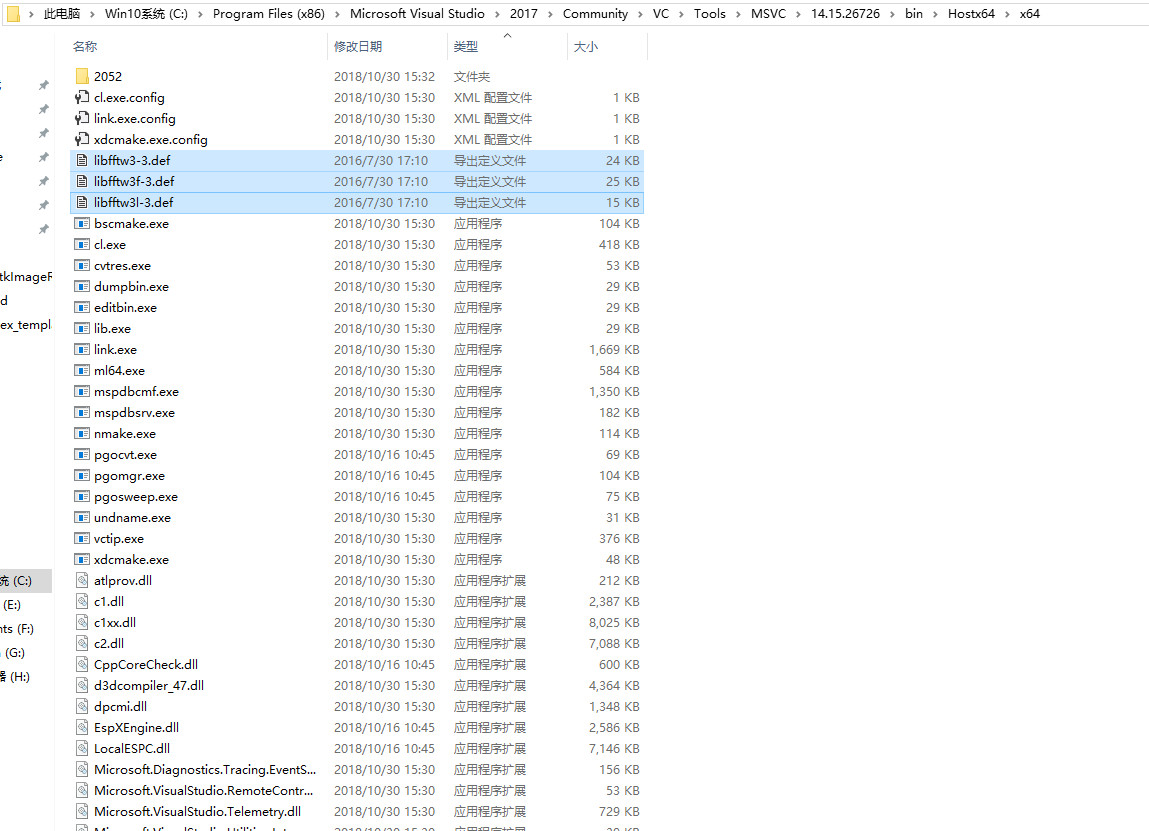 此电脑 › Win10系统 (C:) › Program Files (x86) › Microsoft Visual Studio › 2017 › Community › VC › Tools › MSVC › 14.15.26726 › bin › Hostx64 › x64
名称 修改日期 类型 大小
2052 2018/10/30 15:32 文件夹
cl.exe.config 2018/10/30 15:30 XML 配置文件 1 KB
link.exe.config 2018/10/30 15:30 XML 配置文件 1 KB
xdcmake.exe.config 2018/10/30 15:30 XML 配置文件 1 KB
libfftw3-3.def 2016/7/30 17:10 导出定义文件 24 KB
libfftw3f-3.def 2016/7/30 17:10 导出定义文件 25 KB
libfftw3l-3.def 2016/7/30 17:10 导出定义文件 15 KB
bscmake.exe 2018/10/30 15:30 应用程序 104 KB
cl.exe 2018/10/30 15:30 应用程序 418 KB
cvtres.exe 2018/10/30 15:30 应用程序 53 KB
tkImageR
dumpbin.exe 2018/10/30 15:30 应用程序 29 KB
d
editbin.exe 2018/10/30 15:30 应用程序 29 KB
ex_templ
lib.exe 2018/10/30 15:30 应用程序 29 KB
link.exe 2018/10/30 15:30 应用程序 1,669 KB
ml64.exe 2018/10/30 15:30 应用程序 584 KB
mspdbcmf.exe 2018/10/30 15:30 应用程序 1,350 KB
mspdbsrv.exe 2018/10/30 15:30 应用程序 182 KB
nmake.exe 2018/10/30 15:30 应用程序 114 KB
pgocvt.exe 2018/10/16 10:45 应用程序 69 KB
pgomgr.exe 2018/10/16 10:45 应用程序 104 KB
pgosweep.exe 2018/10/16 10:45 应用程序 75 KB
undname.exe 2018/10/30 15:30 应用程序 31 KB
vctip.exe 2018/10/30 15:30 应用程序 376 KB
xdcmake.exe 2018/10/30 15:30 应用程序 48 KB
统 (C:)
atlprov.dll 2018/10/30 15:30 应用程序扩展 212 KB
(E:)
c1.dll 2018/10/30 15:30 应用程序扩展 2,387 KB
c1xx.dll 2018/10/30 15:30 应用程序扩展 8,025 KB
nts (F:)
c2.dll 2018/10/30 15:30 应用程序扩展 7,088 KB
(G:)
CppCoreCheck.dll 2018/10/16 10:45 应用程序扩展 600 KB
器 (H:)
d3dcompiler_47.dll 2018/10/30 15:30 应用程序扩展 4,364 KB
dpcmi.dll 2018/10/30 15:30 应用程序扩展 1,348 KB
EspXEngine.dll 2018/10/16 10:45 应用程序扩展 2,586 KB
LocalESPC.dll 2018/10/16 10:45 应用程序扩展 7,146 KB
Microsoft.Diagnostics.Tracing.EventS... 2018/10/30 15:30 应用程序扩展 156 KB
Microsoft.VisualStudio.RemoteContr... 2018/10/30 15:30 应用程序扩展 53 KB
Microsoft.VisualStudio.Telemetry.dll 2018/10/30 15:30 应用程序扩展 729 KB